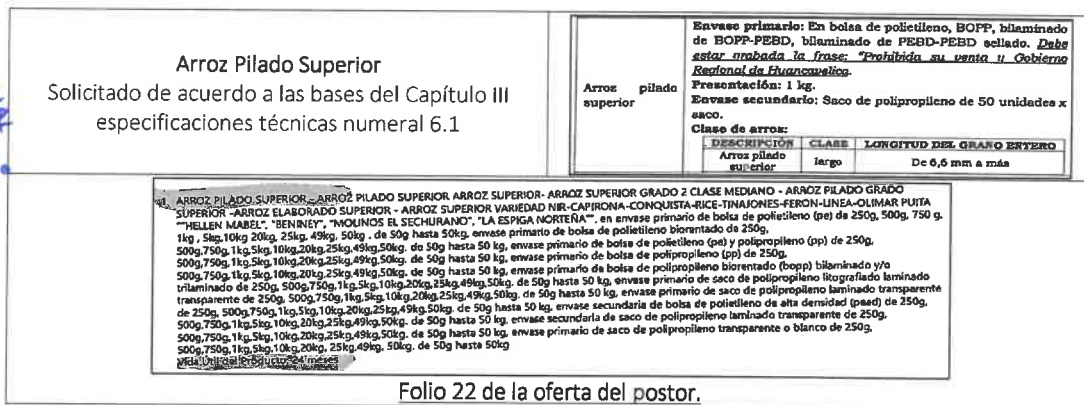 Arroz Pilado Superior
Solicitado de acuerdo a las bases del Capítulo III
especificaciones técnicas numeral 6.1
Arroz pilado
superior
Envase primario: En bolsa de polietileno, BOPP, bilaminado
de BOPP-PEBD, bilaminado de PEBD-PEBD sellado. Debe
estar grabada la frase; "Prohibida su venta y Gobierno
Regional de Huancavelica.
Presentación: 1 kg.
Envase secundario: Saco de polipropileno de 50 unidades x
saco.
Clase de arroz:
DESCRIPCIÓN CLASE LONGITUD DEL GRANO ENTERO
Arroz pilado
superior
largo
De 6,6 mm a más
ARROZ PILADO SUPERIOR - ARROZ PILADO SUPERIOR ARROZ SUPERIOR- ARROZ SUPERIOR GRADO 2 CLASE MEDIANO - ARROZ PILADO GRADO
SUPERIOR -ARROZ ELABORADO SUPERIOR - ARROZ SUPERIOR VARIEDAD NIR-CAPIRONA-CONQUISTA-RICE-TINAJONES-FERON-LINEA-OLIMAR PUITA
""HELLEN MABEL", "BENINEY", "MOLINOS EL SECHURANO", "LA ESPIGA NORTEÑA"", en envase primario de bolsa de polietileno (pe) de 250g, 500g, 750 g.
1kg , 5kg,10kg 20kg, 25kg, 49kg, 50kg . de 50g hasta 50kg, envase primario de bolsa de polietileno biorentado de 250g,
500g,750g,1kg,5kg,10kg,20kg,25kg,49kg,50kg. de 50g hasta 50 kg, envase primario de bolsa de polietileno (pe) y polipropileno (pp) de 250g,
500g,750g,1kg,5kg,10kg,20kg,25kg,49kg,50kg. de 50g hasta 50 kg, envase primario de bolsa de polipropileno (pp) de 250g,
500g,750g,1kg,5kg,10kg,20kg,25kg,49kg,50kg. de 50g hasta 50 kg, envase primario de bolsa de polipropileno biorentado (bopp) bilaminado y/o
trilaminado de 250g, 500g,750g,1kg,5kg,10kg,20kg,25kg,49kg,50kg. de 50g hasta 50 kg, envase primario de saco de polipropileno litografiado laminado
transparente de 250g, 500g,750g,1kg,5kg,10kg,20kg,25kg,49kg,50kg. de 50g hasta 50 kg, envase primario de saco de polipropileno laminado transparente
de 250g, 500g,750g,1kg,5kg,10kg,20kg,25kg,49kg,50kg. de 50g hasta 50 kg, envase secundaria de bolsa de polietileno de alta densidad (paed) de 250g,
500g,750g,1kg,5kg,10kg,20kg,25kg,49kg,50kg. de 50g hasta 50 kg, envase secundaria de saco de polipropileno laminado transparente de 250g,
500g,750g,1kg,5kg,10kg,20kg,25kg,49kg,50kg. de 50g hasta 50 kg, envase primario de saco de polipropileno transparente o blanco de 250g,
500g,750g,1kg,5kg,10kg,20kg, 25kg,49kg, 50kg. de 50g hasta 50kg
Vida Util del Producto: 24 meses
Folio 22 de la oferta del postor.